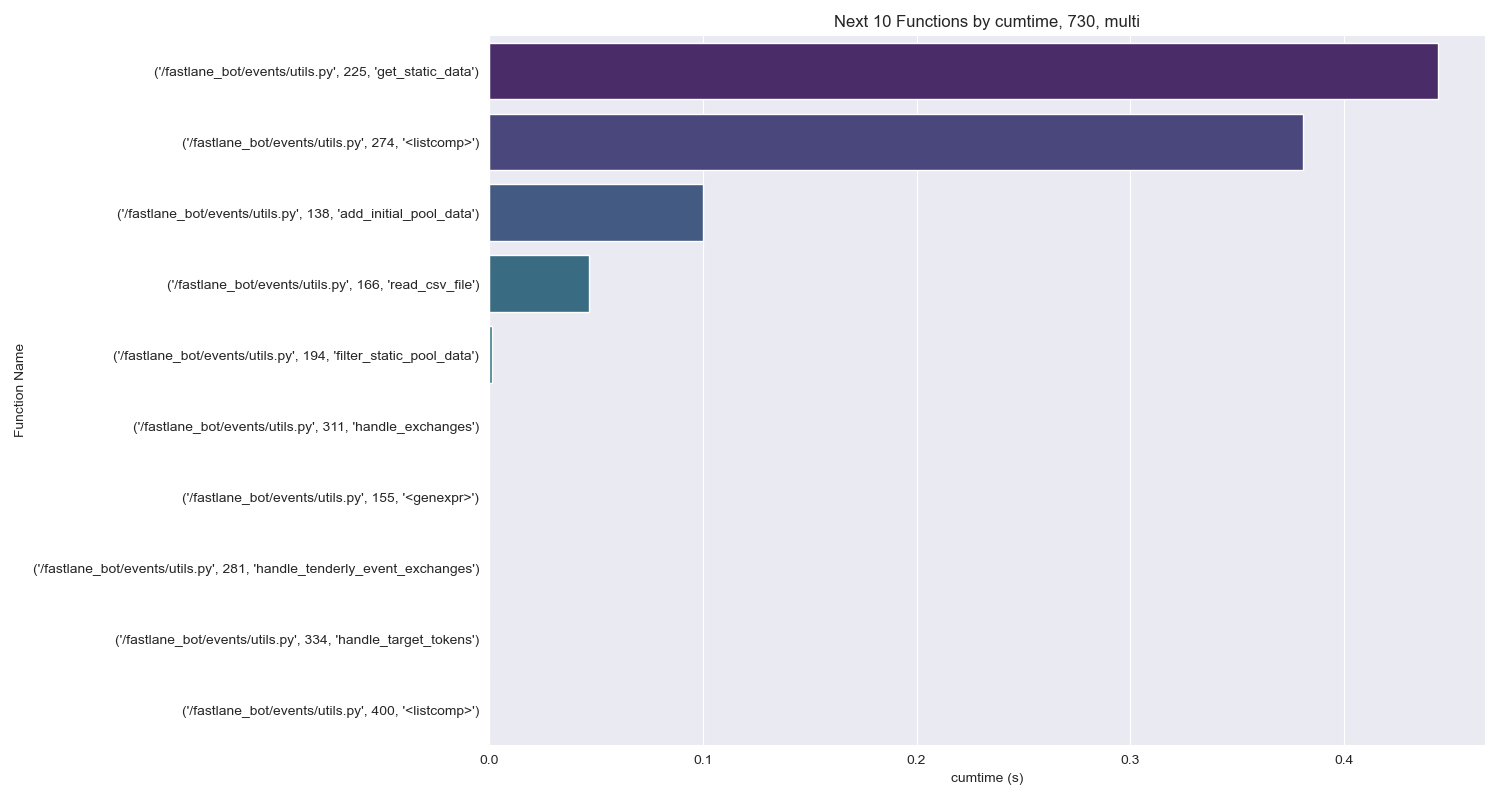 Next 10 Functions by cumtime, 730, multi
('/fastlane_bot/events/utils.py', 225, 'get_static_data')
('/fastlane_bot/events/utils.py', 274, '<listcomp>')
('/fastlane_bot/events/utils.py', 138, 'add_initial_pool_data')
('/fastlane_bot/events/utils.py', 166, 'read_csv_file')
('/fastlane_bot/events/utils.py', 194, 'filter_static_pool_data')
('/fastlane_bot/events/utils.py', 311, 'handle_exchanges')
('/fastlane_bot/events/utils.py', 155, '<genexpr>')
('/fastlane_bot/events/utils.py', 281, 'handle_tenderly_event_exchanges')
('/fastlane_bot/events/utils.py', 334, 'handle_target_tokens')
('/fastlane_bot/events/utils.py', 400, '<listcomp>')
Function Name
0.0 0.1 0.2 0.3 0.4
cumtime (s)